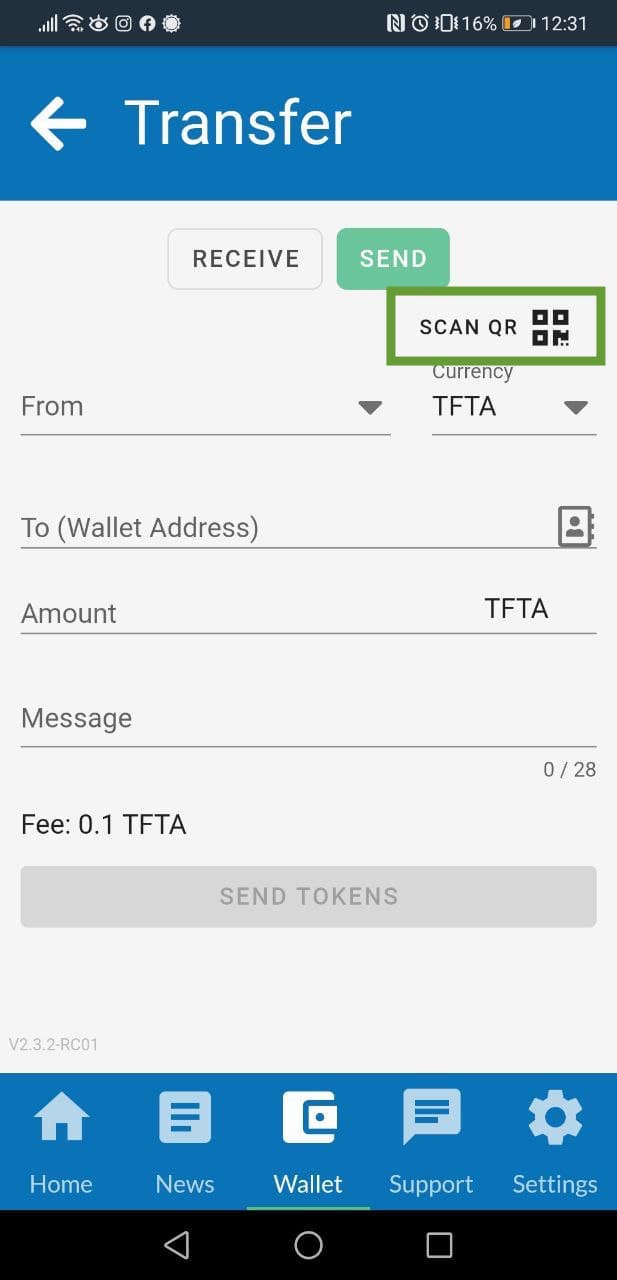 16% 12:31
Transfer
RECEIVE SEND
SCAN QR
Currency
From TFTA
To (Wallet Address)
Amount TFTA
Message
0 / 28
Fee: 0.1 TFTA
SEND TOKENS
V2.3.2-RC01
Home News Wallet Support Settings